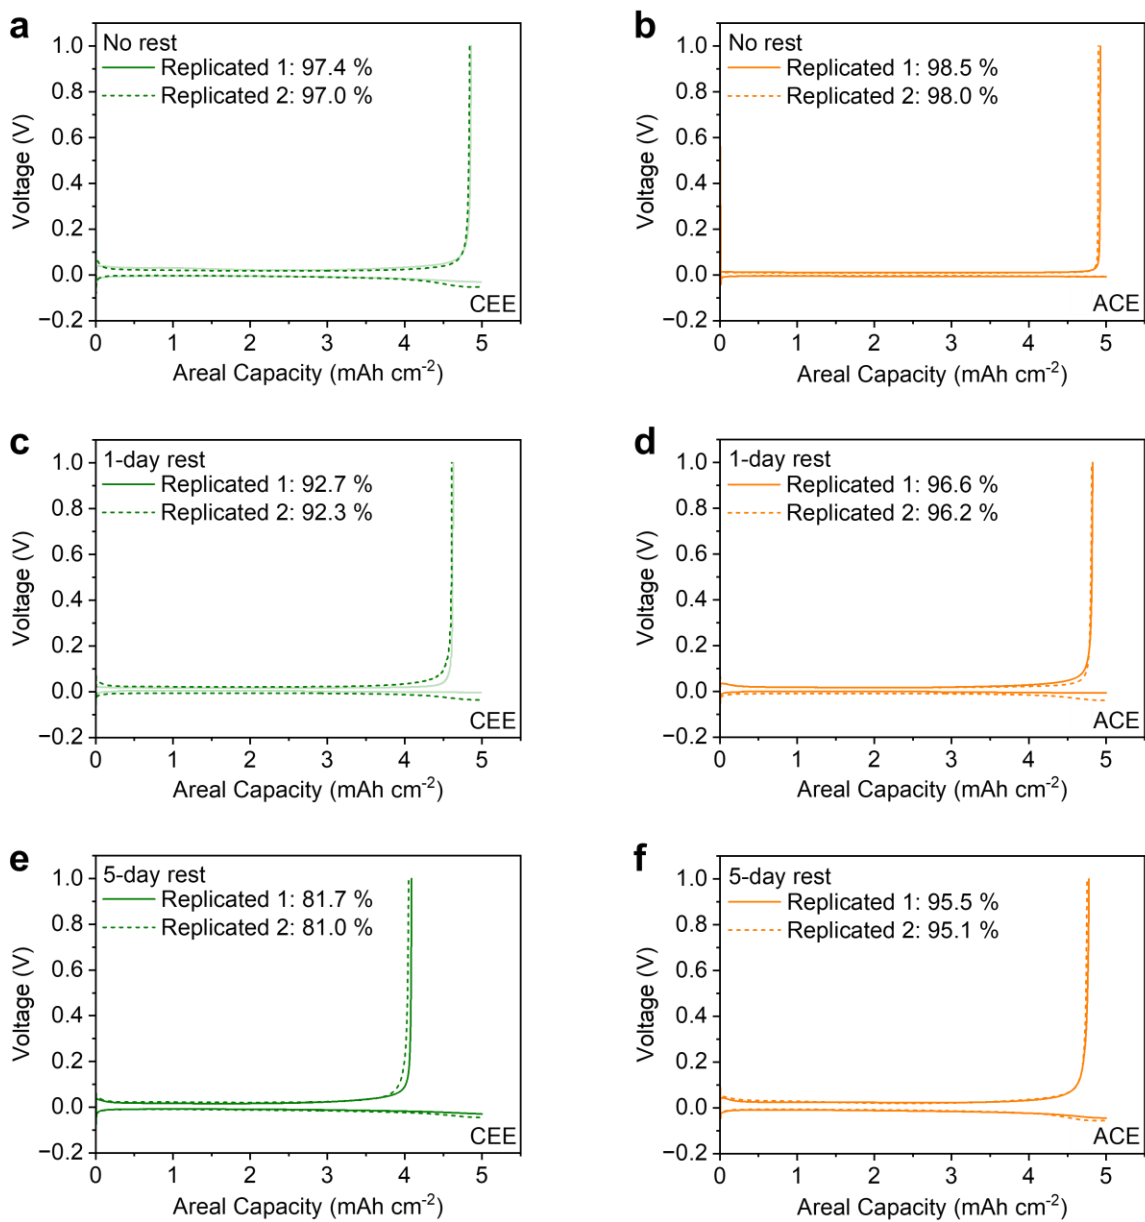 a
No rest
Replicated 1: 97.4 %
Replicated 2: 97.0 %
1.0
0.8
0.6
0.4
0.2
0.0
−0.2
Voltage (V)
CEE
0 1 2 3 4 5
Areal Capacity (mAh cm⁻²)
b
No rest
Replicated 1: 98.5 %
Replicated 2: 98.0 %
1.0
0.8
0.6
0.4
0.2
0.0
−0.2
Voltage (V)
ACE
0 1 2 3 4 5
Areal Capacity (mAh cm⁻²)
c
1-day rest
Replicated 1: 92.7 %
Replicated 2: 92.3 %
1.0
0.8
0.6
0.4
0.2
0.0
−0.2
Voltage (V)
CEE
0 1 2 3 4 5
Areal Capacity (mAh cm⁻²)
d
1-day rest
Replicated 1: 96.6 %
Replicated 2: 96.2 %
1.0
0.8
0.6
0.4
0.2
0.0
−0.2
Voltage (V)
ACE
0 1 2 3 4 5
Areal Capacity (mAh cm⁻²)
e
5-day rest
Replicated 1: 81.7 %
Replicated 2: 81.0 %
1.0
0.8
0.6
0.4
0.2
0.0
−0.2
Voltage (V)
CEE
0 1 2 3 4 5
Areal Capacity (mAh cm⁻²)
f
5-day rest
Replicated 1: 95.5 %
Replicated 2: 95.1 %
1.0
0.8
0.6
0.4
0.2
0.0
−0.2
Voltage (V)
ACE
0 1 2 3 4 5
Areal Capacity (mAh cm⁻²)